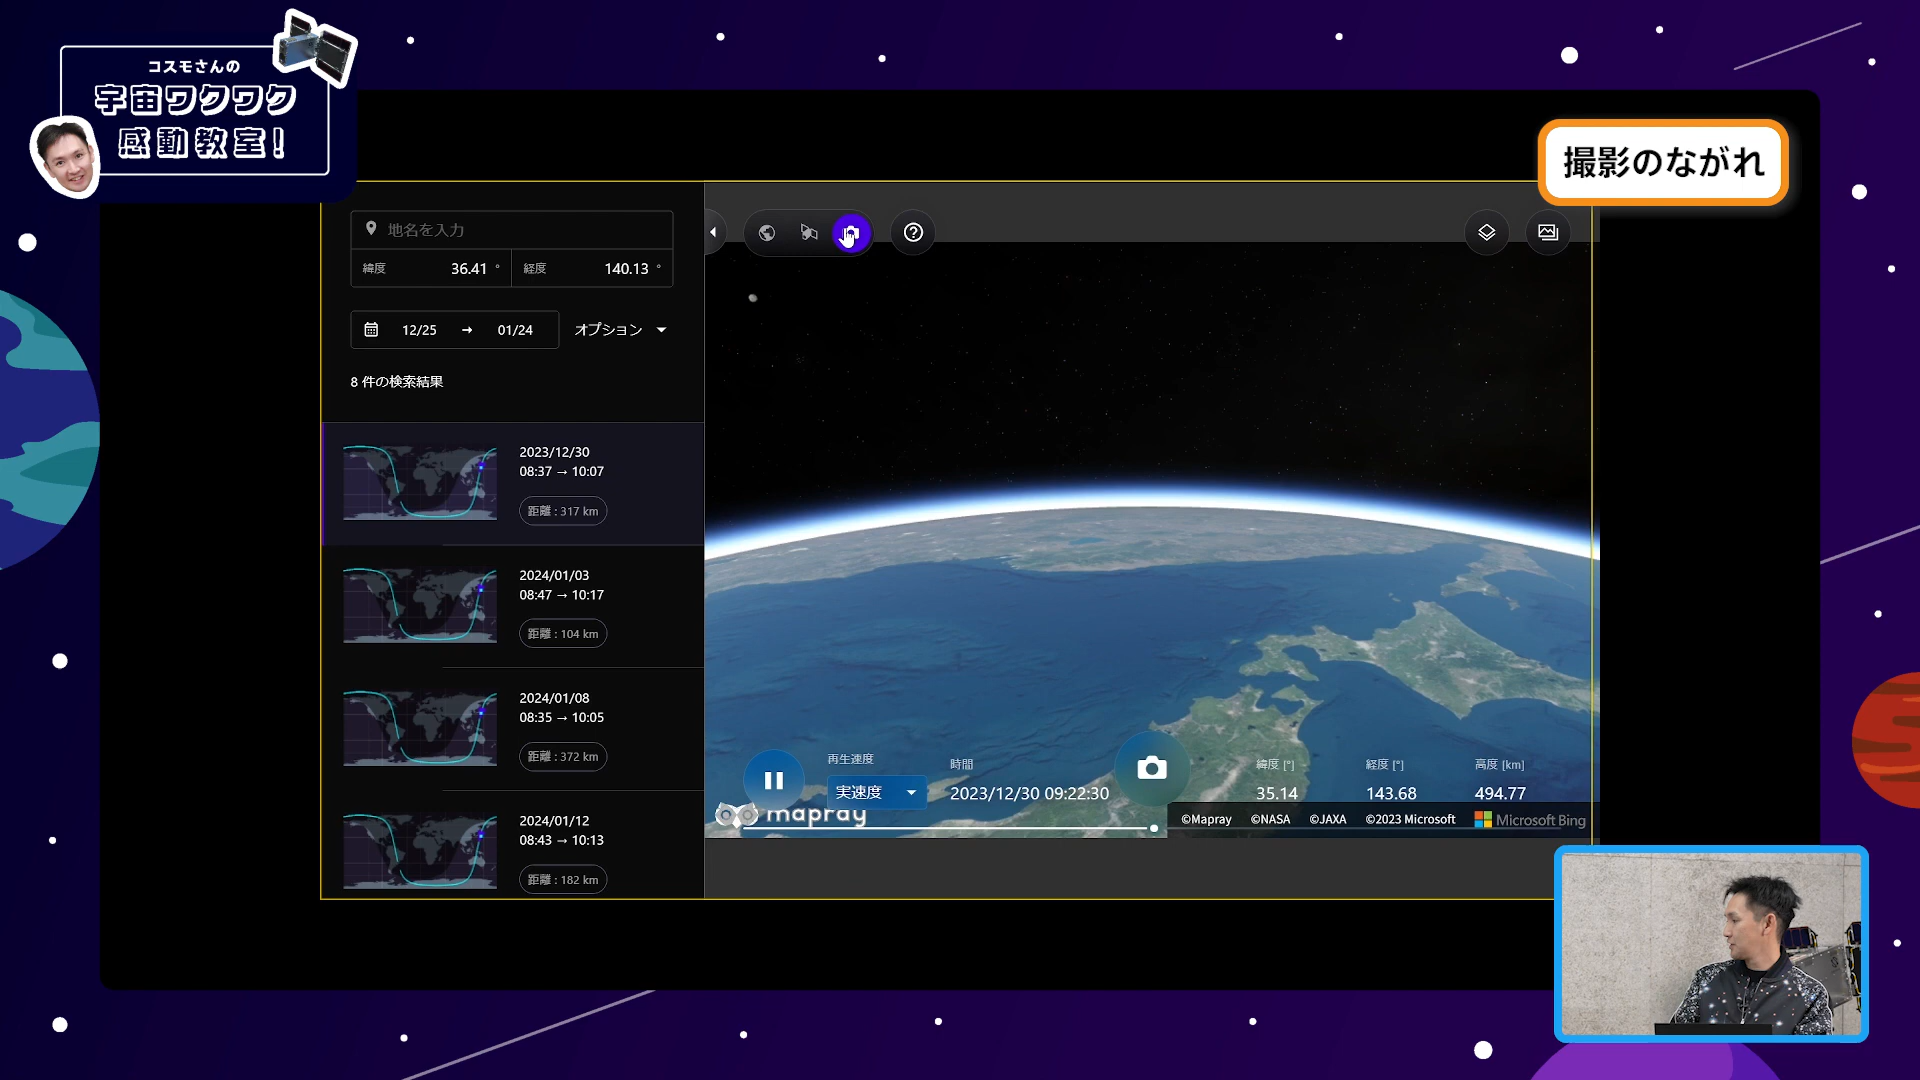 コスモさんの
宇宙ワクワク
感動教室!
撮影のながれ
地名を入力
緯度 36.41 ° 経度 140.13 °
12/25 → 01/24 オプション
8 件の検索結果
2023/12/30
08:37 → 10:07
距離 : 317 km
2024/01/03
08:47 → 10:17
距離 : 104 km
2024/01/08
08:35 → 10:05
距離 : 372 km
2024/01/12
08:43 → 10:13
距離 : 182 km
再生速度 時間 緯度 [°] 経度 [°] 高度 [km]
実速度 2023/12/30 09:22:30 35.14 143.68 494.77
mapray
©Mapray ©NASA ©JAXA ©2023 Microsoft Microsoft Bing